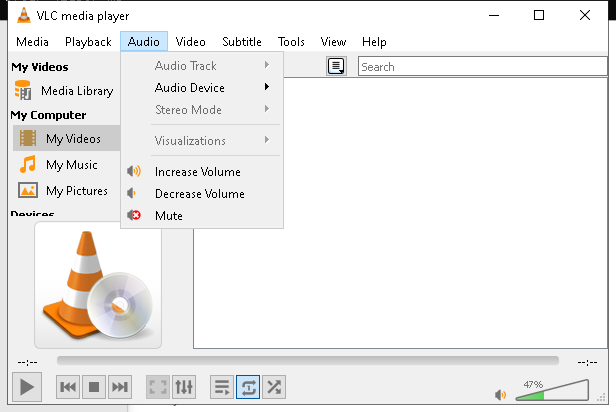 VLC media player
Media Playback Audio Video Subtitle Tools View Help
My Videos
Media Library
My Computer
My Videos
My Music
My Pictures
Devices
Audio Track
Audio Device
Stereo Mode
Visualizations
Increase Volume
Decrease Volume
Mute
Search
--:-- --:--
47%